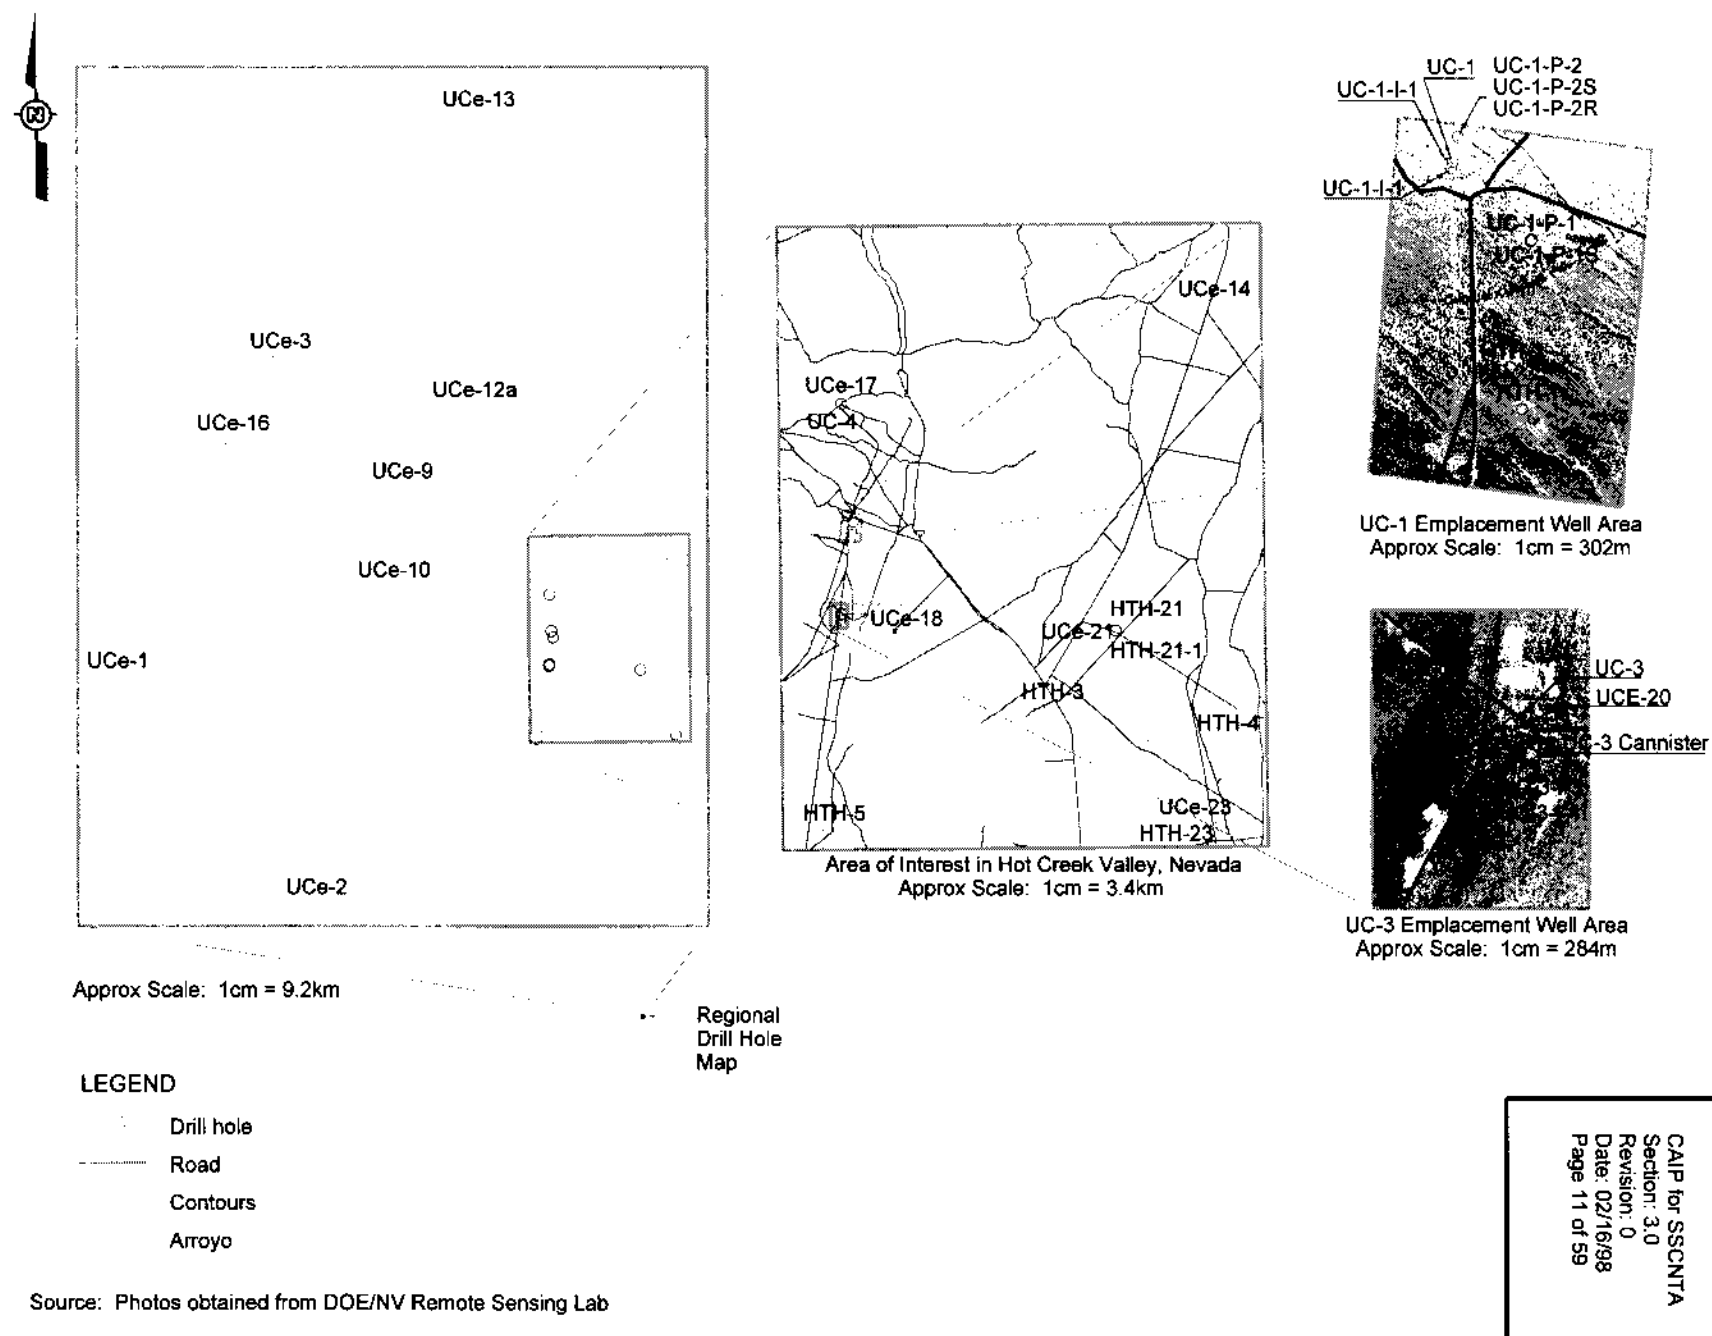 N
UCe-13
UCe-3
UCe-12a
UCe-16
UCe-9
UCe-10
UCe-1
UCe-2
Approx Scale: 1cm = 9.2km
Regional
Drill Hole
Map
UCe-14
UCe-17
UC-4
UCe-18
HTH-21
UCe-21
HTH-21-1
HTH-3
HTH-4
HTH-5
UCe-23
HTH-23
Area of Interest in Hot Creek Valley, Nevada
Approx Scale: 1cm = 3.4km
UC-1
UC-1-P-2
UC-1-I-1
UC-1-P-2S
UC-1-P-2R
UC-1-I-1
UC-1-P-1
UC-1-P-1S
UC-1 Emplacement Well Area
Approx Scale: 1cm = 302m
UC-3
UCE-20
UC-3 Cannister
UC-3 Emplacement Well Area
Approx Scale: 1cm = 284m
LEGEND
Drill hole
Road
Contours
Arroyo
Source: Photos obtained from DOE/NV Remote Sensing Lab
CAIP for SSCNTA
Section: 3.0
Revision: 0
Date: 02/16/98
Page 11 of 59